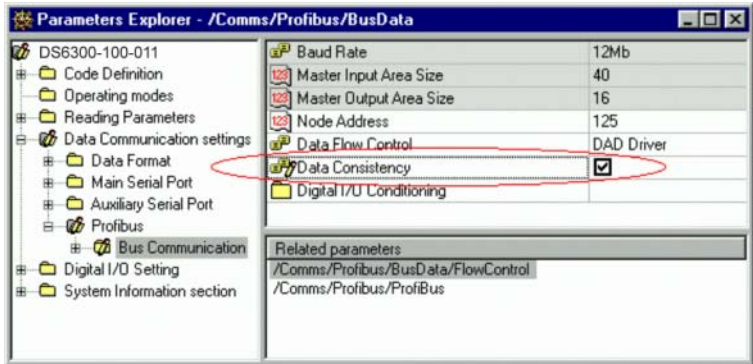 Parameters Explorer - /Comms/Profibus/BusData
DS6300-100-011
Code Definition
Operating modes
Reading Parameters
Data Communication settings
Data Format
Main Serial Port
Auxiliary Serial Port
Profibus
Bus Communication
Digital I/O Setting
System Information section
Baud Rate 12Mb
123 Master Input Area Size 40
123 Master Output Area Size 16
123 Node Address 125
Data Flow Control DAD Driver
Data Consistency
Digital I/O Conditioning
Related parameters
/Comms/Profibus/BusData/FlowControl
/Comms/Profibus/ProfiBus